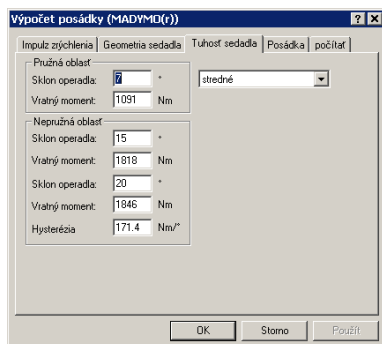 Výpočet posádky (MADYMO(r))
Impulz zrýchlenia Geometria sedadla Tuhosť sedadla Posádka počítať
Pružná oblasť
Sklon operadla: 7 °
stredné
Vratný moment: 1091 Nm
Nepružná oblasť
Sklon operadla: 15 °
Vratný moment: 1818 Nm
Sklon operadla: 20 °
Vratný moment: 1846 Nm
Hysterézia 171.4 Nm/°
OK Storno Použít